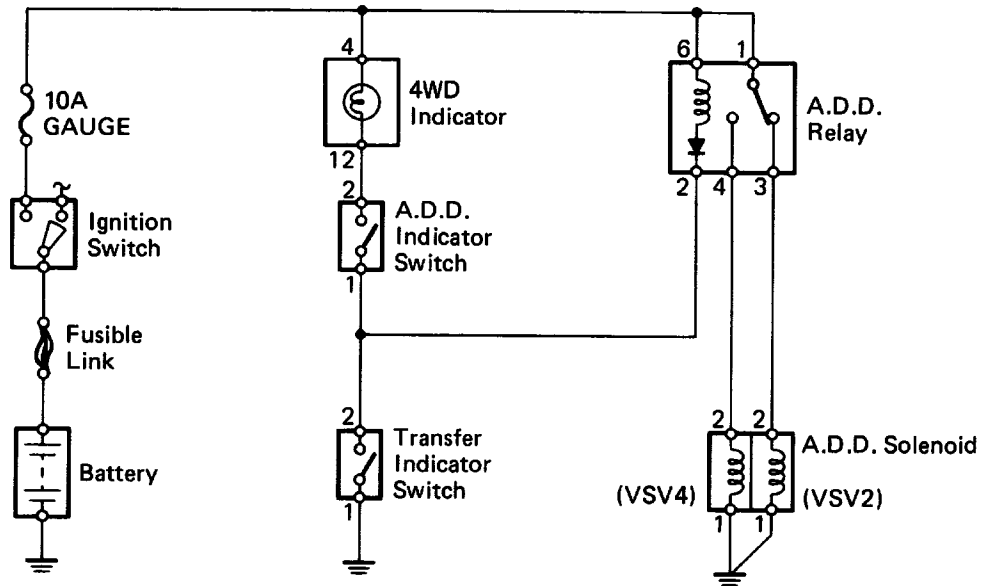 10A
GAUGE
Ignition
Switch
Fusible
Link
Battery
4
4WD
Indicator
12
2
A.D.D.
Indicator
Switch
1
2
Transfer
Indicator
Switch
1
6
1
A.D.D.
Relay
2
4
3
2
2
A.D.D. Solenoid
(VSV4)
(VSV2)
1
1